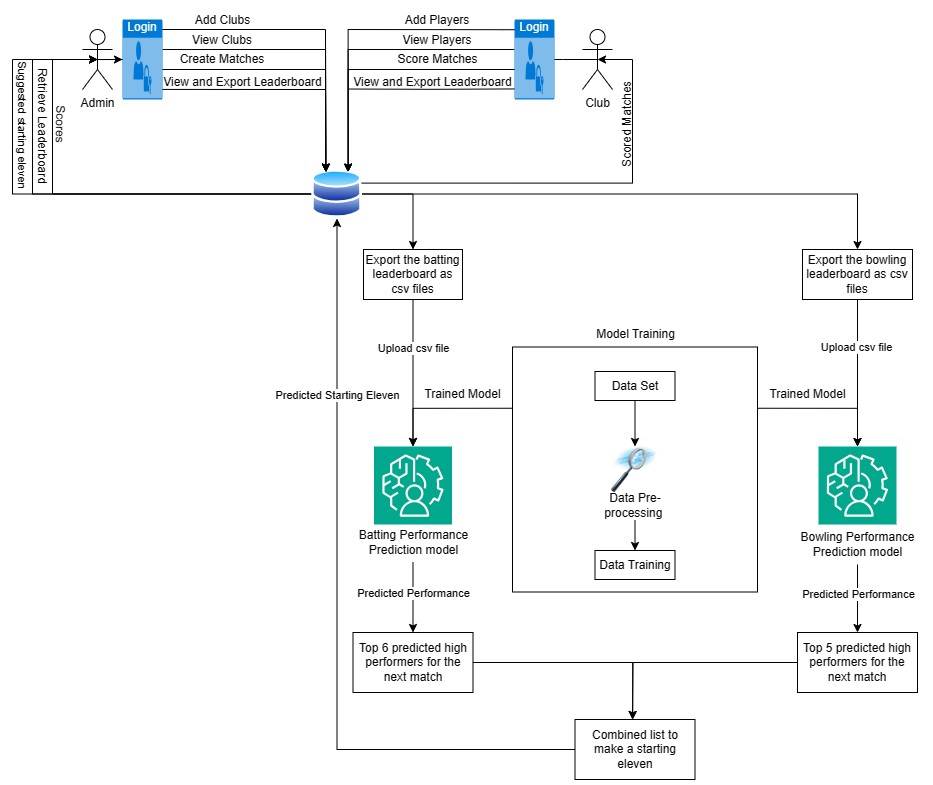 Add Clubs
Add Players
Login
Login
View Clubs
View Players
Create Matches
Score Matches
View and Export Leaderboard
View and Export Leaderboard
Admin
Club
Suggested starting eleven
Retrieve Leaderboard
Scores
Scored Matches
Export the batting
leaderboard as
csv files
Export the bowling
leaderboard as csv
files
Model Training
Upload csv file
Upload csv file
Predicted Starting Eleven
Trained Model
Data Set
Trained Model
Data Pre-
processing
Batting Performance
Prediction model
Bowling Performance
Prediction model
Data Training
Predicted Performance
Predicted Performance
Top 6 predicted high
performers for the
next match
Top 5 predicted high
performers for the
next match
Combined list to
make a starting
eleven